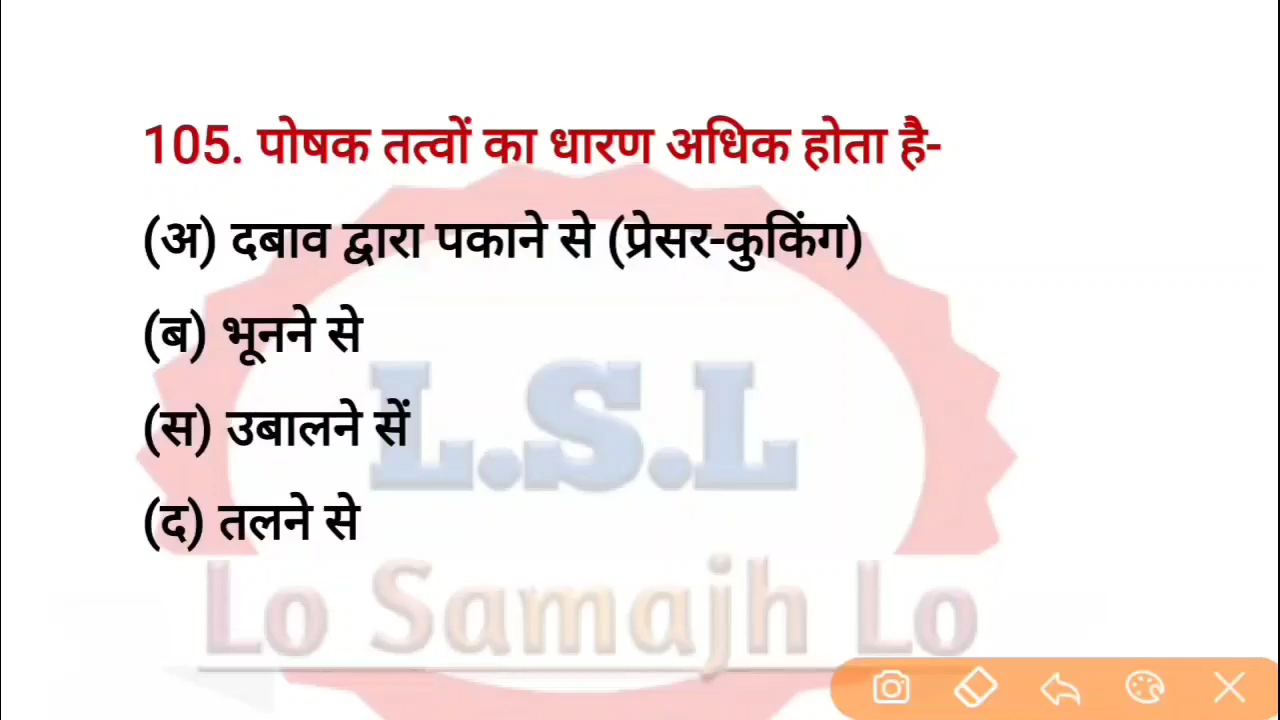 105. पोषक तत्वों का धारण अधिक होता है-
(अ) दबाव द्वारा पकाने से (प्रेसर-कुकिंग)
(ब) भूनने से
(स) उबालने सें
(द) तलने से
L.S.L
Lo Samajh Lo